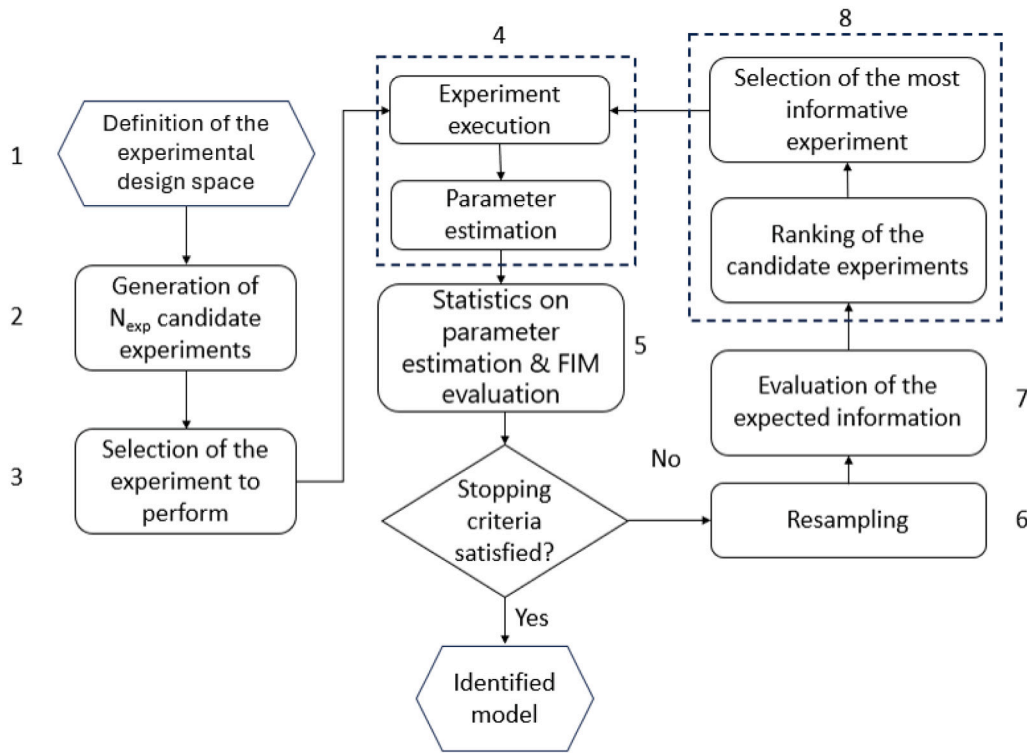 1
Definition of the
experimental
design space
2
Generation of
N_exp candidate
experiments
3
Selection of the
experiment to
perform
4
Experiment
execution
Parameter
estimation
Statistics on
parameter
estimation & FIM
evaluation
5
Stopping
criteria
satisfied?
No
Yes
Identified
model
Resampling
6
Evaluation of the
expected information
7
8
Ranking of the
candidate experiments
Selection of the most
informative
experiment